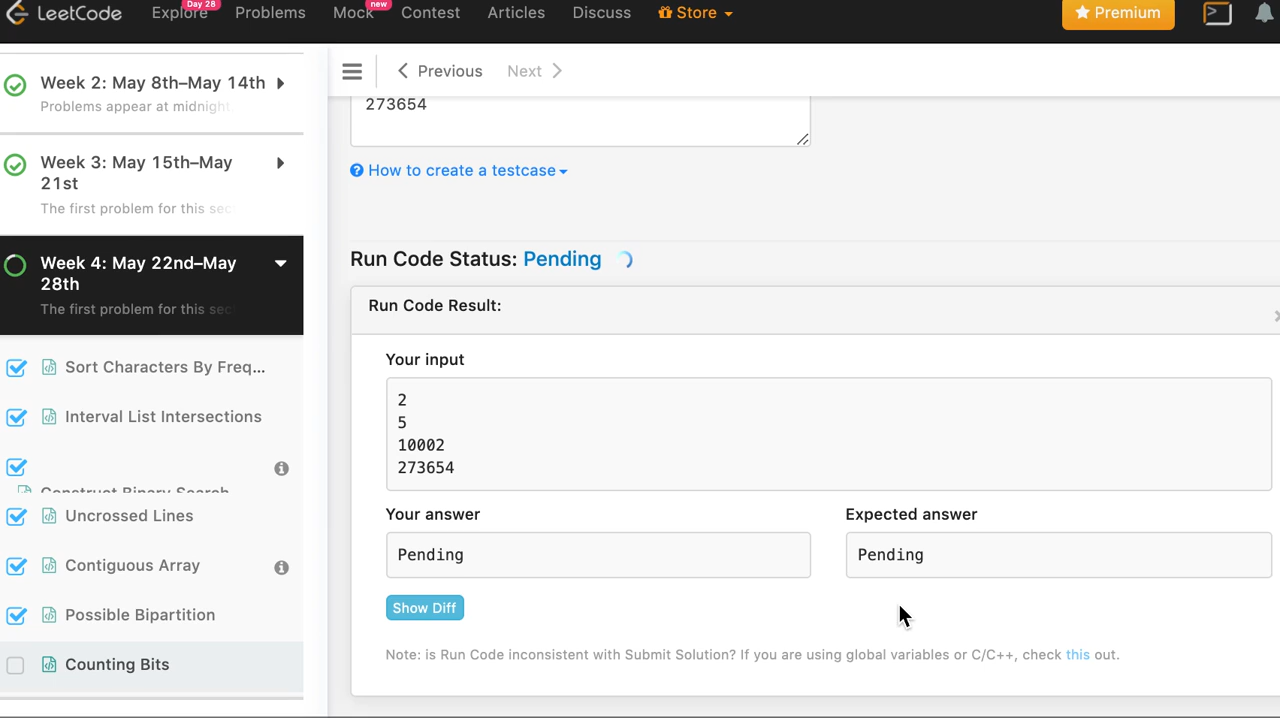 LeetCode
Explore
Day 28
Problems
Mock
new
Contest
Articles
Discuss
Store
Premium
Week 2: May 8th–May 14th
Problems appear at midnight
Week 3: May 15th–May
21st
The first problem for this sec
Week 4: May 22nd–May
28th
The first problem for this sec
Sort Characters By Freq...
Interval List Intersections
Construct Binary Search
Uncrossed Lines
Contiguous Array
Possible Bipartition
Counting Bits
Previous
Next
273654
How to create a testcase
Run Code Status: Pending
Run Code Result:
Your input
2
5
10002
273654
Your answer
Expected answer
Pending
Pending
Show Diff
Note: is Run Code inconsistent with Submit Solution? If you are using global variables or C/C++, check this out.